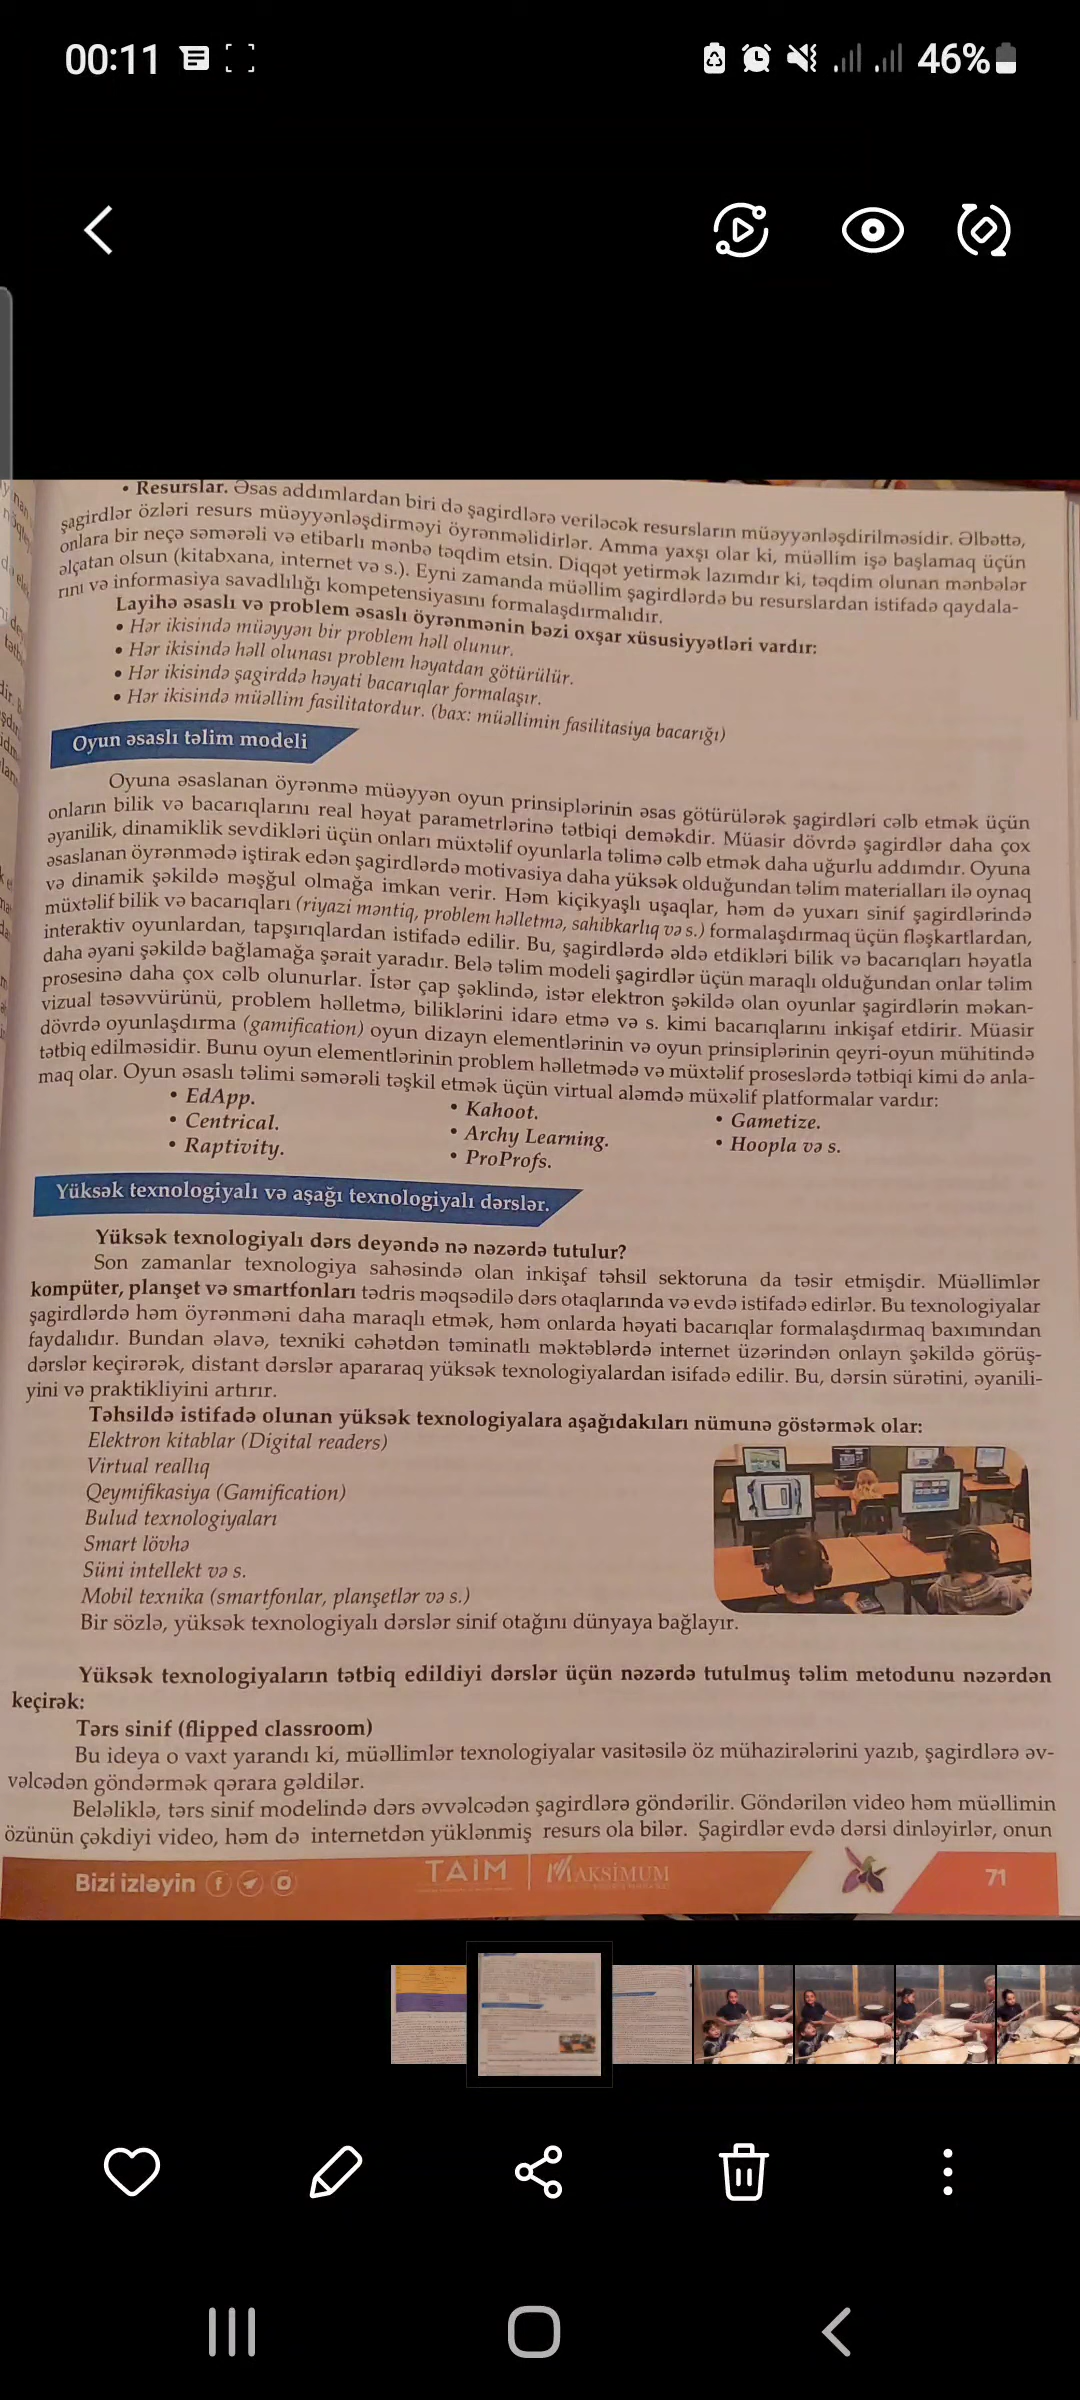 00:11
46%
• Resurslar. Əsas addımlardan biri də şagirdlərə veriləcək resursların müəyyənləşdirilməsidir. Əlbəttə,
şagirdlər özləri resurs müəyyənləşdirməyi öyrənməlidirlər. Amma yaxşı olar ki, müəllim işə başlamaq üçün
onlara bir neçə səmərəli və etibarlı mənbə təqdim etsin. Diqqət yetirmək lazımdır ki, təqdim olunan mənbələr
əlçatan olsun (kitabxana, internet və s.). Eyni zamanda müəllim şagirdlərdə bu resurslardan istifadə qaydala-
rını və informasiya savadlılığı kompetensiyasını formalaşdırmalıdır.
Layihə əsaslı və problem əsaslı öyrənmənin bəzi oxşar xüsusiyyətləri vardır:
• Hər ikisində müəyyən bir problem həll olunur.
• Hər ikisində həll olunası problem həyatdan götürülür.
• Hər ikisində şagirddə həyati bacarıqlar formalaşır.
• Hər ikisində müəllim fasilitatordur. (bax: müəllimin fasilitasiya bacarığı)
Oyun əsaslı təlim modeli
Oyuna əsaslanan öyrənmə müəyyən oyun prinsiplərinin əsas götürülərək şagirdləri cəlb etmək üçün
onların bilik və bacarıqlarını real həyat parametrlərinə tətbiqi deməkdir. Müasir dövrdə şagirdlər daha çox
əyanilik, dinamiklik sevdikləri üçün onları müxtəlif oyunlarla təlimə cəlb etmək daha uğurlu addımdır. Oyuna
əsaslanan öyrənmədə iştirak edən şagirdlərdə motivasiya daha yüksək olduğundan təlim materialları ilə oynaq
və dinamik şəkildə məşğul olmağa imkan verir. Həm kiçikyaşlı uşaqlar, həm də yuxarı sinif şagirdlərində
müxtəlif bilik və bacarıqları (riyazi məntiq, problem həlletmə, sahibkarlıq və s.) formalaşdırmaq üçün fləşkartlardan,
interaktiv oyunlardan, tapşırıqlardan istifadə edilir. Bu, şagirdlərdə əldə etdikləri bilik və bacarıqları həyatla
daha əyani şəkildə bağlamağa şərait yaradır. Belə təlim modeli şagirdlər üçün maraqlı olduğundan onlar təlim
prosesinə daha çox cəlb olunurlar. İstər çap şəklində, istər elektron şəkildə olan oyunlar şagirdlərin məkan-
vizual təsəvvürünü, problem həlletmə, biliklərini idarə etmə və s. kimi bacarıqlarını inkişaf etdirir. Müasir
dövrdə oyunlaşdırma (gamification) oyun dizayn elementlərinin və oyun prinsiplərinin qeyri-oyun mühitində
tətbiq edilməsidir. Bunu oyun elementlərinin problem həlletmədə və müxtəlif proseslərdə tətbiqi kimi də anla-
maq olar. Oyun əsaslı təlimi səmərəli təşkil etmək üçün virtual aləmdə müxəlif platformalar vardır:
• EdApp.
• Centrical.
• Raptivity.
• Kahoot.
• Archy Learning.
• ProProfs.
• Gametize.
• Hoopla və s.
Yüksək texnologiyalı və aşağı texnologiyalı dərslər.
Yüksək texnologiyalı dərs deyəndə nə nəzərdə tutulur?
Son zamanlar texnologiya sahəsində olan inkişaf təhsil sektoruna da təsir etmişdir. Müəllimlər
kompüter, planşet və smartfonları tədris məqsədilə dərs otaqlarında və evdə istifadə edirlər. Bu texnologiyalar
şagirdlərdə həm öyrənməni daha maraqlı etmək, həm onlarda həyati bacarıqlar formalaşdırmaq baxımından
faydalıdır. Bundan əlavə, texniki cəhətdən təminatlı məktəblərdə internet üzərindən onlayn şəkildə görüş-
dərslər keçirərək, distant dərslər apararaq yüksək texnologiyalardan isifadə edilir. Bu, dərsin sürətini, əyanili-
yini və praktikliyini artırır.
Təhsildə istifadə olunan yüksək texnologiyalara aşağıdakıları nümunə göstərmək olar:
Elektron kitablar (Digital readers)
Virtual reallıq
Qeymifikasiya (Gamification)
Bulud texnologiyaları
Smart lövhə
Süni intellekt və s.
Mobil texnika (smartfonlar, planşetlər və s.)
Bir sözlə, yüksək texnologiyalı dərslər sinif otağını dünyaya bağlayır.
Yüksək texnologiyaların tətbiq edildiyi dərslər üçün nəzərdə tutulmuş təlim metodunu nəzərdən
keçirək:
Tərs sinif (flipped classroom)
Bu ideya o vaxt yarandı ki, müəllimlər texnologiyalar vasitəsilə öz mühazirələrini yazıb, şagirdlərə əv-
vəlcədən göndərmək qərara gəldilər.
Beləliklə, tərs sinif modelində dərs əvvəlcədən şagirdlərə göndərilir. Göndərilən video həm müəllimin
özünün çəkdiyi video, həm də internetdən yüklənmiş resurs ola bilər. Şagirdlər evdə dərsi dinləyirlər, onun
Bizi izləyin
TAİM
MAKSİMUM
71